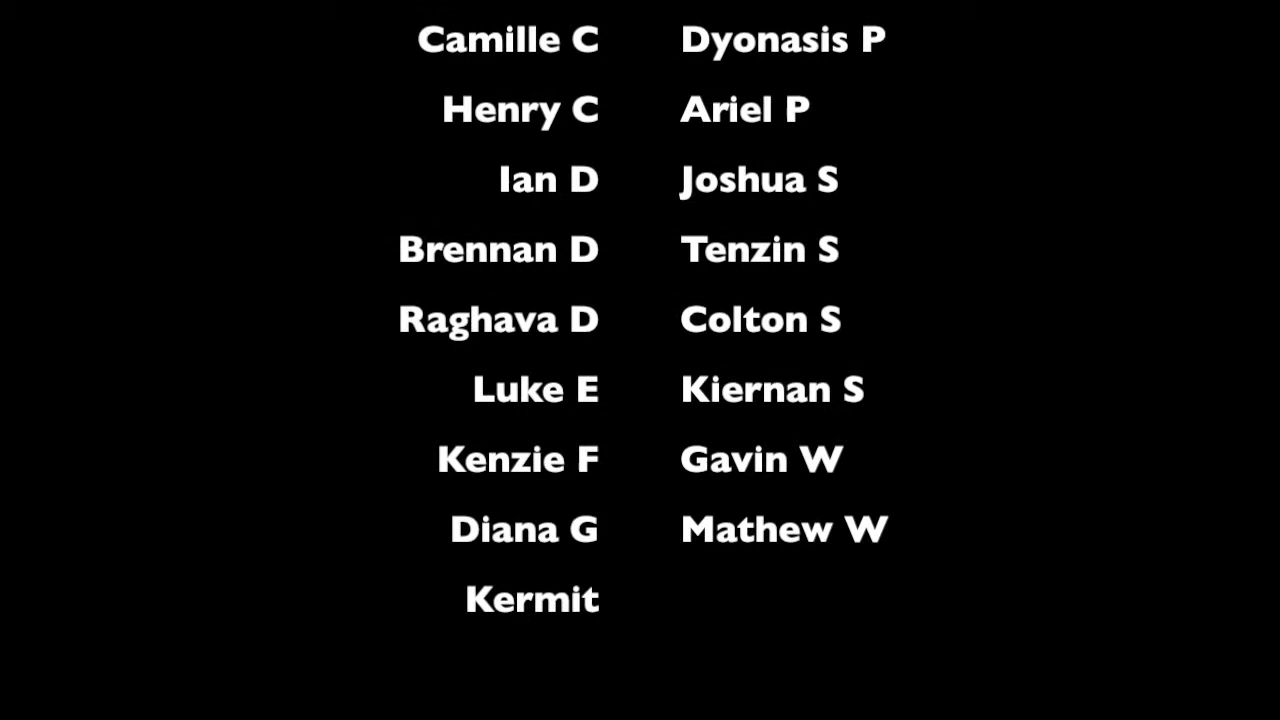 Camille C Dyonasis P
Henry C Ariel P
Ian D Joshua S
Brennan D Tenzin S
Raghava D Colton S
Luke E Kiernan S
Kenzie F Gavin W
Diana G Mathew W
Kermit